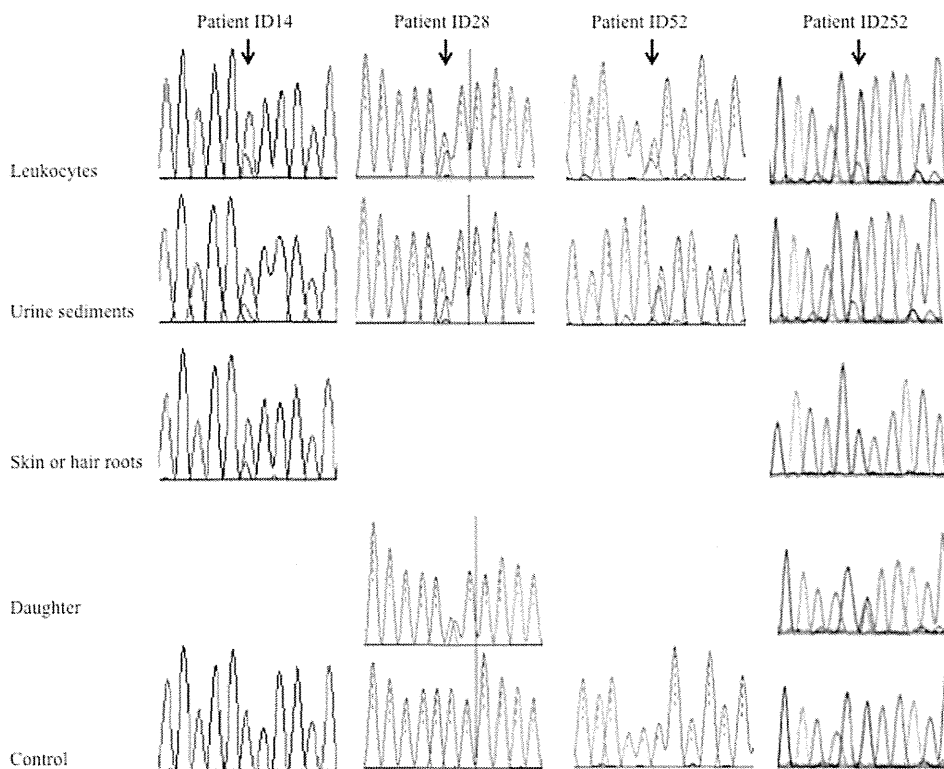 Patient ID14 Patient ID28 Patient ID52 Patient ID252
Leukocytes
Urine sediments
Skin or hair roots
Daughter
Control